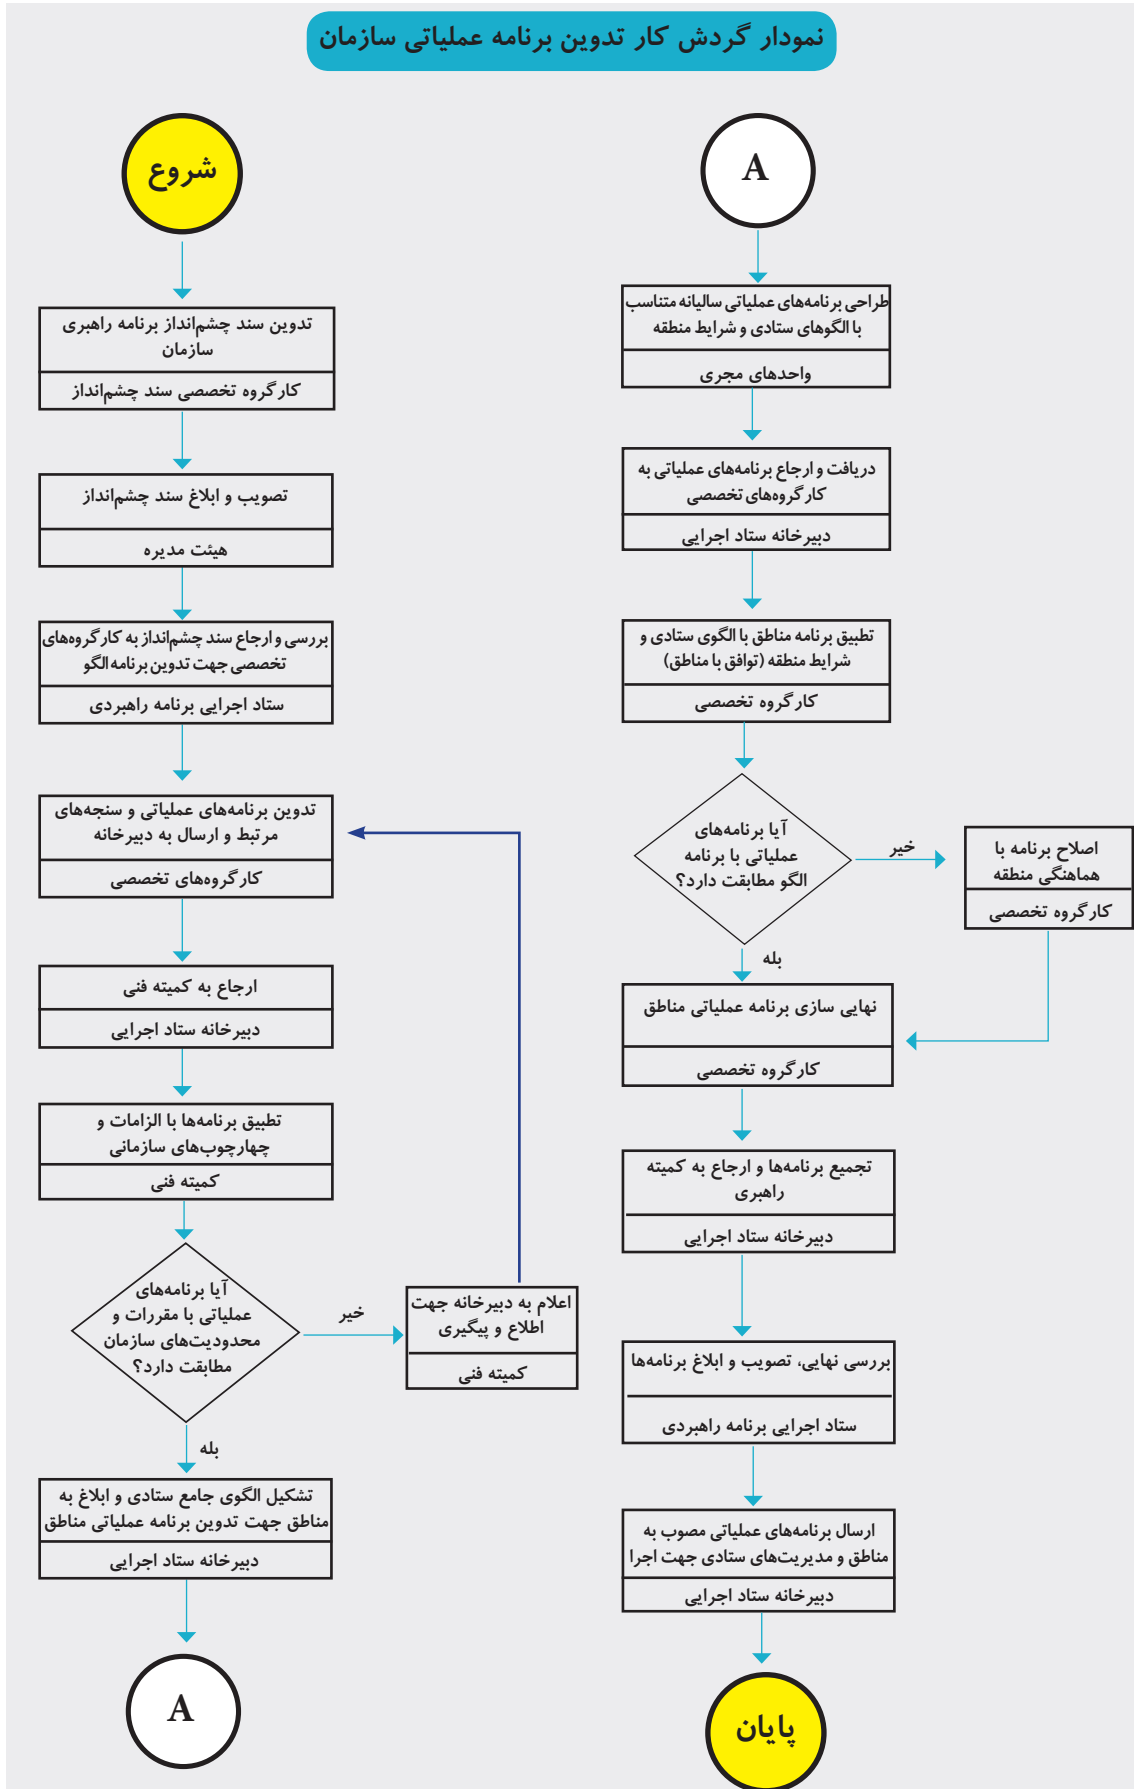 نمودار گردش کار تدوین برنامه عملیاتی سازمان
شروع
تدوین سند چشم‌انداز برنامه راهبری
سازمان
کارگروه تخصصی سند چشم‌انداز
تصویب و ابلاغ سند چشم‌انداز
هیئت مدیره
بررسی و ارجاع سند چشم‌انداز به کارگروه‌های
تخصصی جهت تدوین برنامه الگو
ستاد اجرایی برنامه راهبردی
تدوین برنامه‌های عملیاتی و سنجه‌های
مرتبط و ارسال به دبیرخانه
کارگروه‌های تخصصی
ارجاع به کمیته فنی
دبیرخانه ستاد اجرایی
تطبیق برنامه‌ها با الزامات و
چهارچوب‌های سازمانی
کمیته فنی
آیا برنامه‌های
عملیاتی با مقررات و
محدودیت‌های سازمان
مطابقت دارد؟
خیر
اعلام به دبیرخانه جهت
اطلاع و پیگیری
کمیته فنی
بله
تشکیل الگوی جامع ستادی و ابلاغ به
مناطق جهت تدوین برنامه عملیاتی مناطق
دبیرخانه ستاد اجرایی
A
A
طراحی برنامه‌های عملیاتی سالیانه متناسب
با الگوهای ستادی و شرایط منطقه
واحدهای مجری
دریافت و ارجاع برنامه‌های عملیاتی به
کارگروه‌های تخصصی
دبیرخانه ستاد اجرایی
تطبیق برنامه مناطق با الگوی ستادی و
شرایط منطقه (توافق با مناطق)
کارگروه تخصصی
آیا برنامه‌های
عملیاتی با برنامه
الگو مطابقت دارد؟
خیر
اصلاح برنامه با
هماهنگی منطقه
کارگروه تخصصی
بله
نهایی سازی برنامه عملیاتی مناطق
کارگروه تخصصی
تجمیع برنامه‌ها و ارجاع به کمیته
راهبری
دبیرخانه ستاد اجرایی
بررسی نهایی، تصویب و ابلاغ برنامه‌ها
ستاد اجرایی برنامه راهبردی
ارسال برنامه‌های عملیاتی مصوب به
مناطق و مدیریت‌های ستادی جهت اجرا
دبیرخانه ستاد اجرایی
پایان